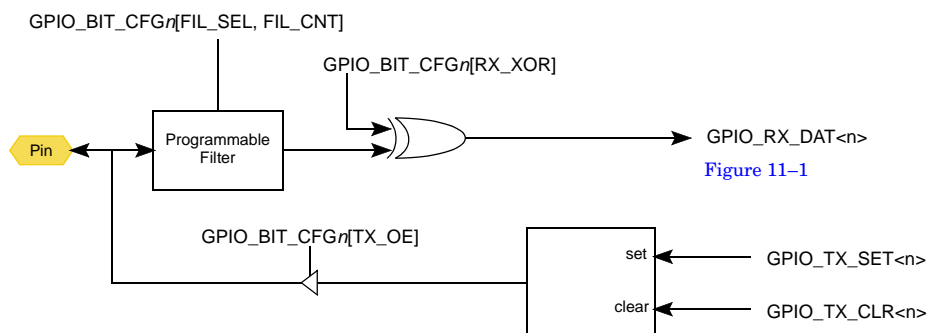 GPIO_BIT_CFGn[FIL_SEL, FIL_CNT]
GPIO_BIT_CFGn[RX_XOR]
Pin
Programmable
Filter
GPIO_RX_DAT<n>
Figure 11–1
GPIO_BIT_CFGn[TX_OE]
set
GPIO_TX_SET<n>
clear
GPIO_TX_CLR<n>